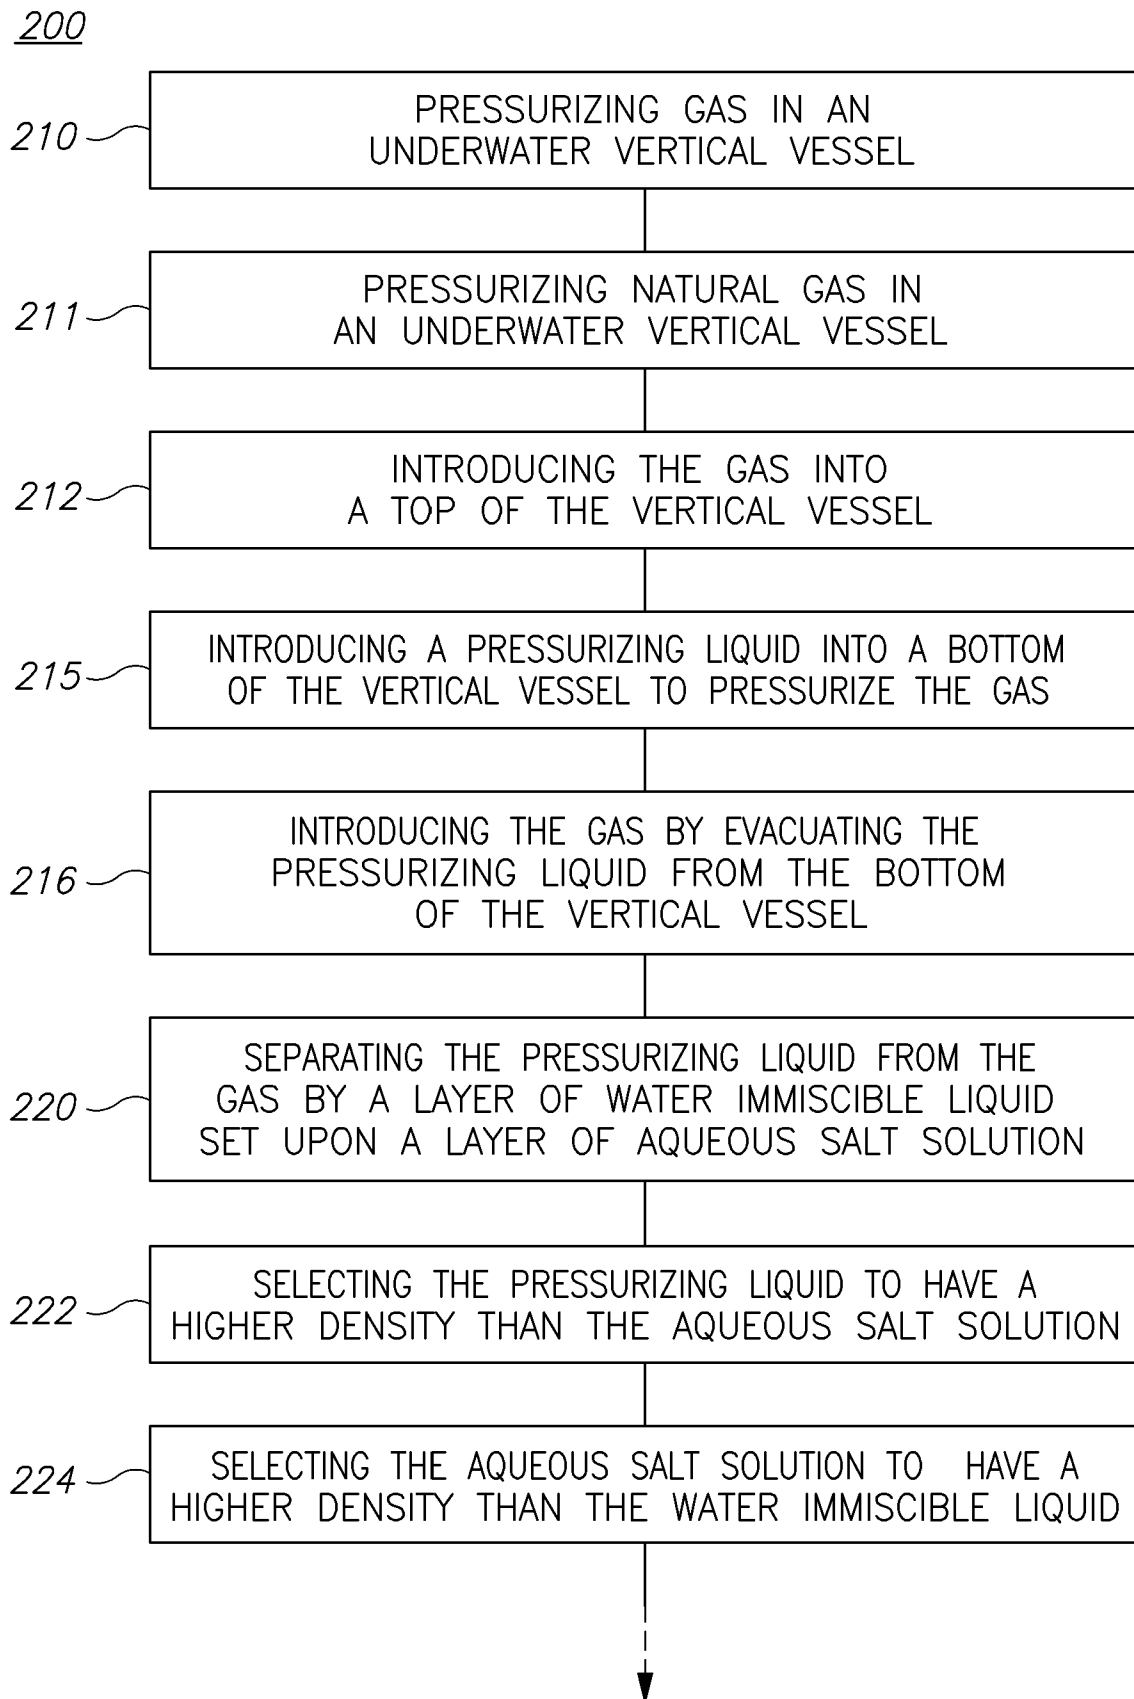 200
210
PRESSURIZING GAS IN AN
UNDERWATER VERTICAL VESSEL
211
PRESSURIZING NATURAL GAS IN
AN UNDERWATER VERTICAL VESSEL
212
INTRODUCING THE GAS INTO
A TOP OF THE VERTICAL VESSEL
215
INTRODUCING A PRESSURIZING LIQUID INTO A BOTTOM
OF THE VERTICAL VESSEL TO PRESSURIZE THE GAS
216
INTRODUCING THE GAS BY EVACUATING THE
PRESSURIZING LIQUID FROM THE BOTTOM
OF THE VERTICAL VESSEL
220
SEPARATING THE PRESSURIZING LIQUID FROM THE
GAS BY A LAYER OF WATER IMMISCIBLE LIQUID
SET UPON A LAYER OF AQUEOUS SALT SOLUTION
222
SELECTING THE PRESSURIZING LIQUID TO HAVE A
HIGHER DENSITY THAN THE AQUEOUS SALT SOLUTION
224
SELECTING THE AQUEOUS SALT SOLUTION TO HAVE A
HIGHER DENSITY THAN THE WATER IMMISCIBLE LIQUID